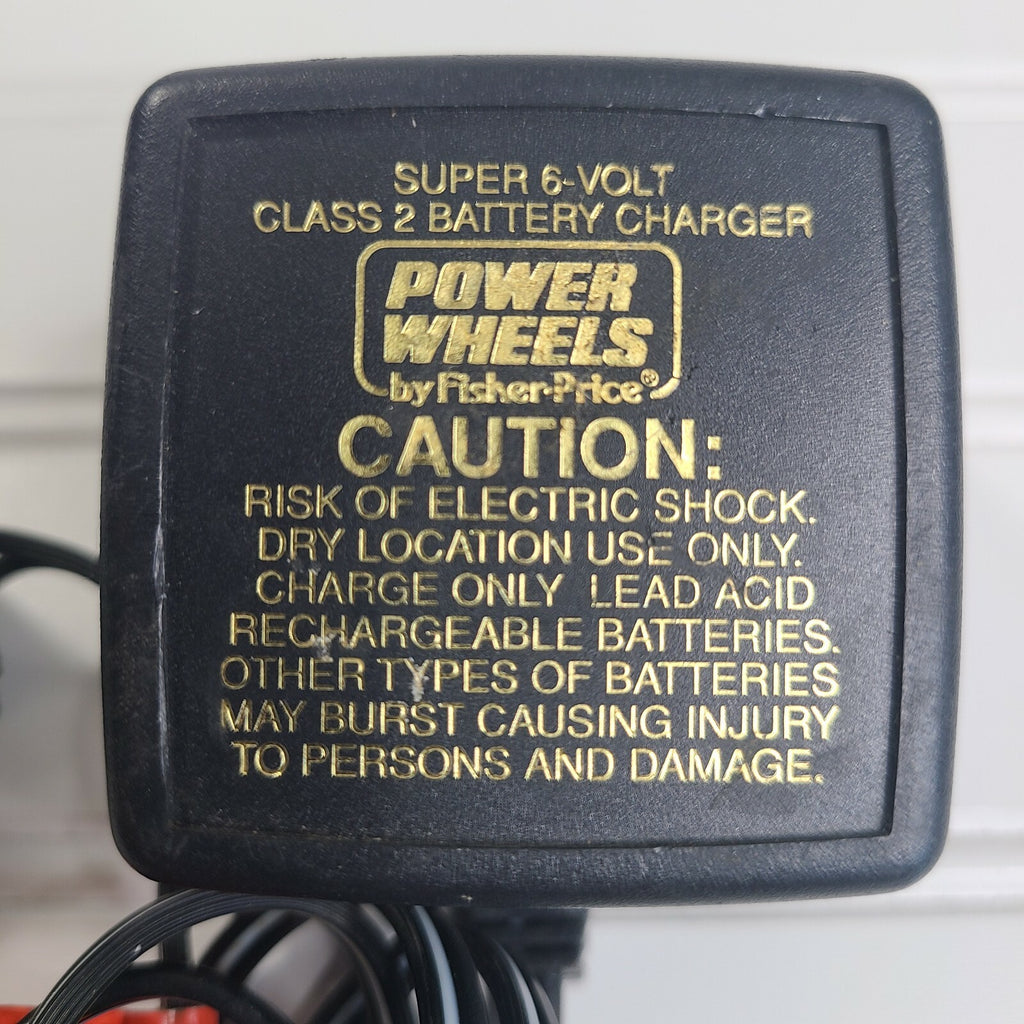 SUPER 6-VOLT
CLASS 2 BATTERY CHARGER
POWER
WHEELS
by Fisher-Price®
CAUTION:
RISK OF ELECTRIC SHOCK.
DRY LOCATION USE ONLY.
CHARGE ONLY LEAD ACID
RECHARGEABLE BATTERIES.
OTHER TYPES OF BATTERIES
MAY BURST CAUSING INJURY
TO PERSONS AND DAMAGE.